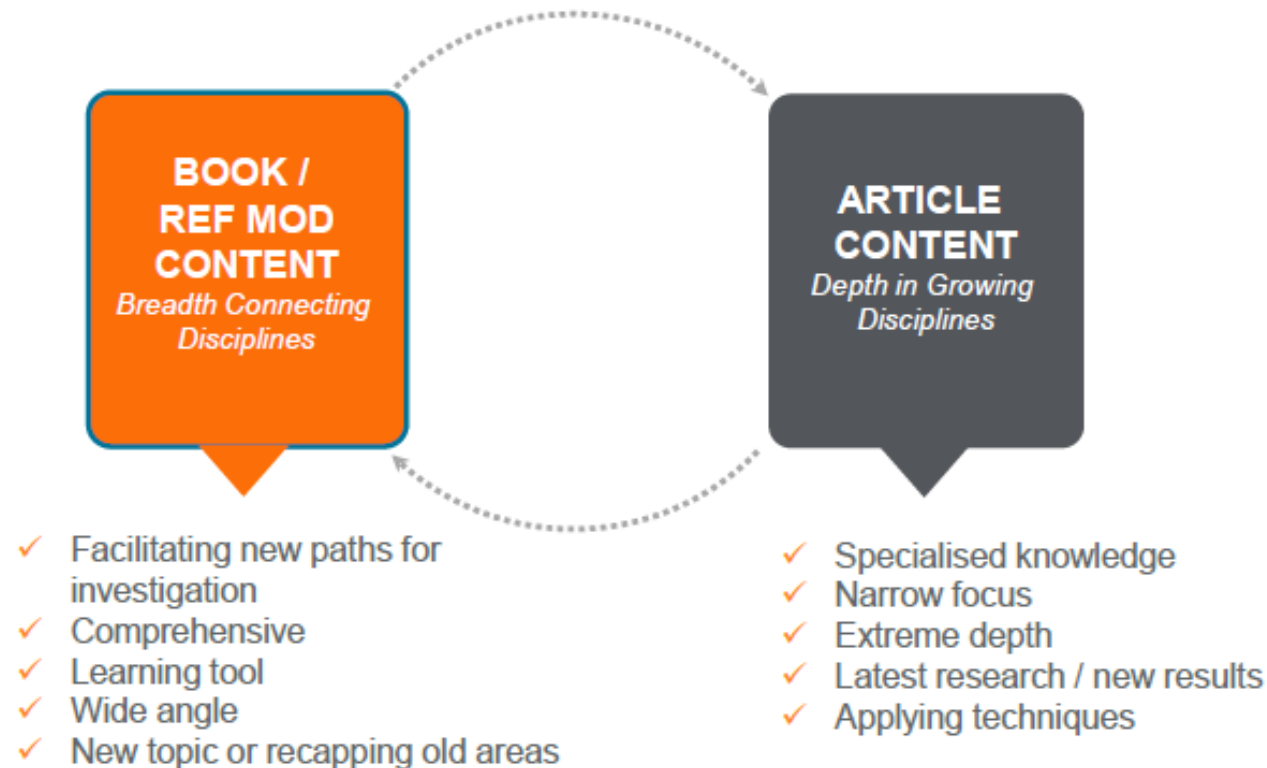 BOOK /
REF MOD
CONTENT
Breadth Connecting
Disciplines
ARTICLE
CONTENT
Depth in Growing
Disciplines
Facilitating new paths for
investigation
Comprehensive
Learning tool
Wide angle
New topic or recapping old areas
Specialised knowledge
Narrow focus
Extreme depth
Latest research / new results
Applying techniques